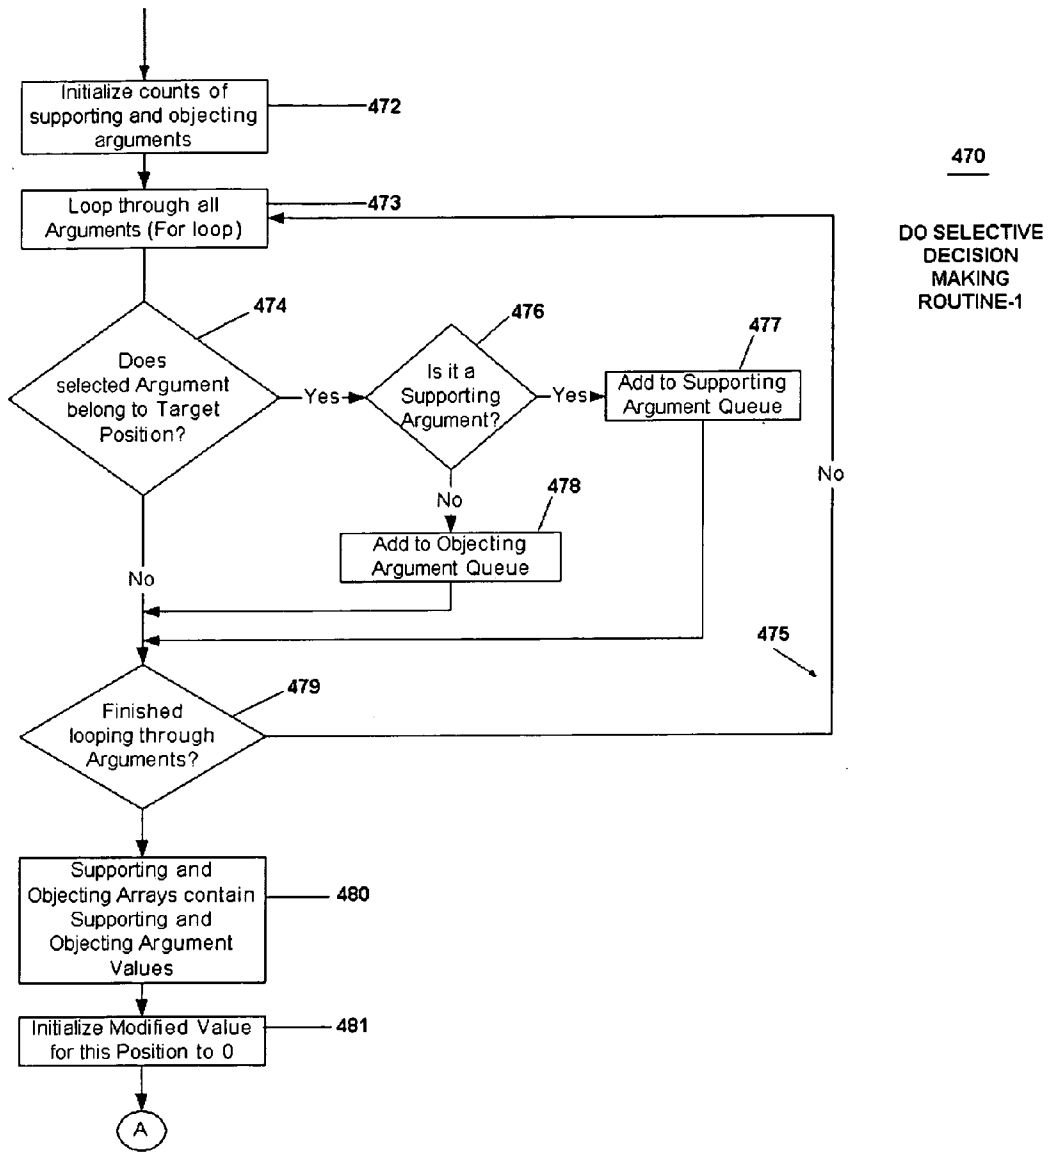 Initialize counts of
supporting and objecting
arguments
472
470
DO SELECTIVE
DECISION
MAKING
ROUTINE-1
Loop through all
Arguments (For loop)
473
474
Does
selected Argument
belong to Target
Position?
Yes
476
Is it a
Supporting
Argument?
Yes
477
Add to Supporting
Argument Queue
No
No
478
Add to Objecting
Argument Queue
No
475
479
Finished
looping through
Arguments?
Supporting and
Objecting Arrays contain
Supporting and
Objecting Argument
Values
480
Initialize Modified Value
for this Position to 0
481
A